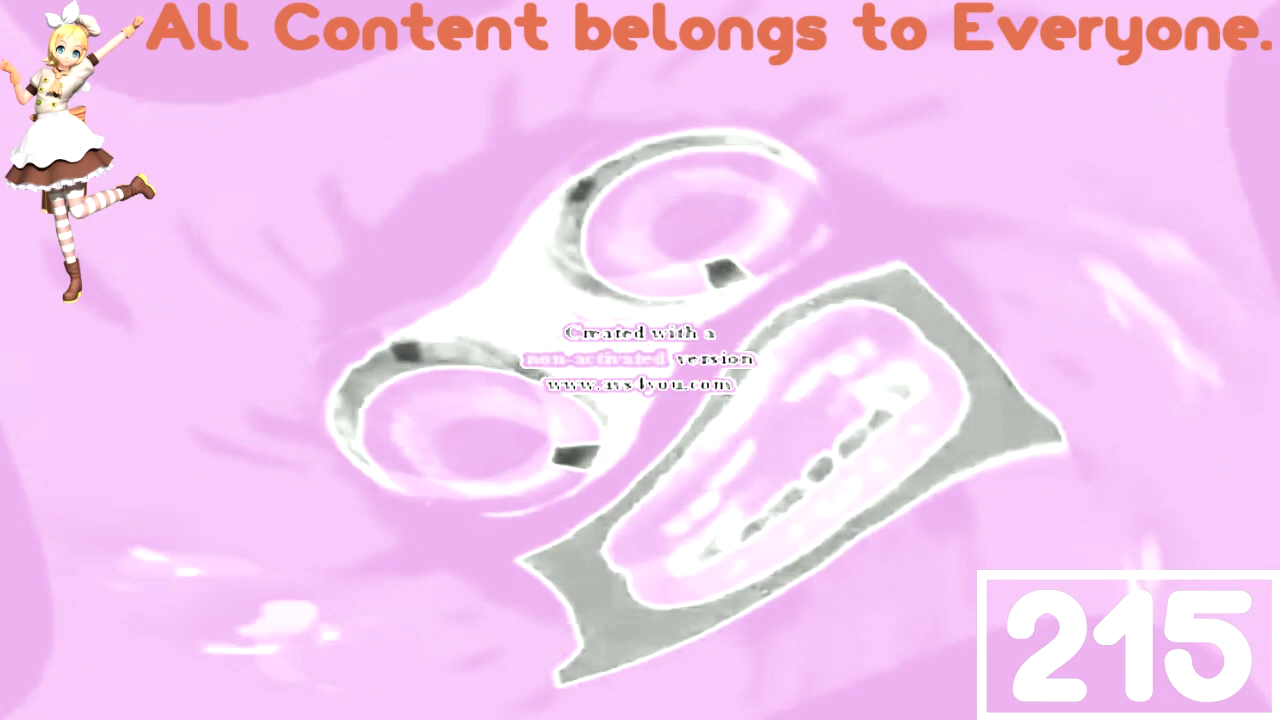 All Content belongs to Everyone.
Created with a
non-activated version
www.avs4you.com
215